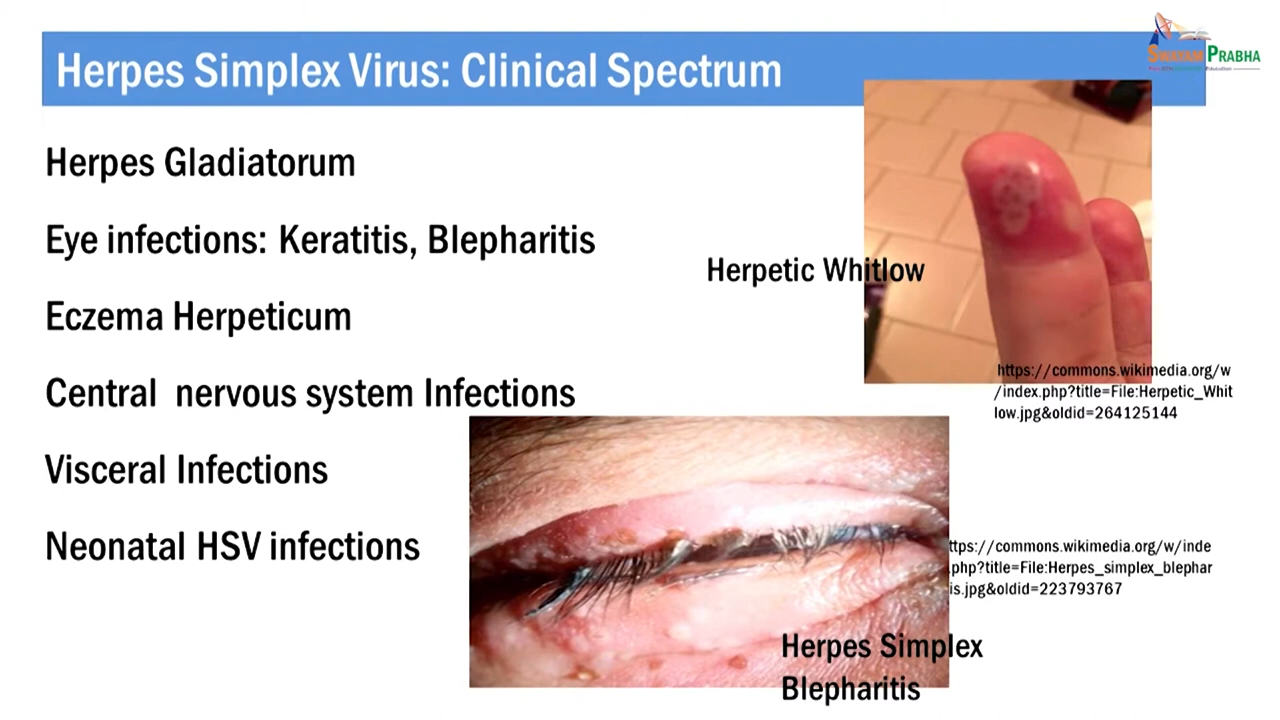 SWAYAM PRABHA
Herpes Simplex Virus: Clinical Spectrum
Herpes Gladiatorum
Eye infections: Keratitis, Blepharitis
Herpetic Whitlow
Eczema Herpeticum
https://commons.wikimedia.org/w
/index.php?title=File:Herpetic_Whit
low.jpg&oldid=264125144
Central  nervous system Infections
Visceral Infections
Neonatal HSV infections
ttps://commons.wikimedia.org/w/inde
.php?title=File:Herpes_simplex_blephar
is.jpg&oldid=223793767
Herpes Simplex
Blepharitis